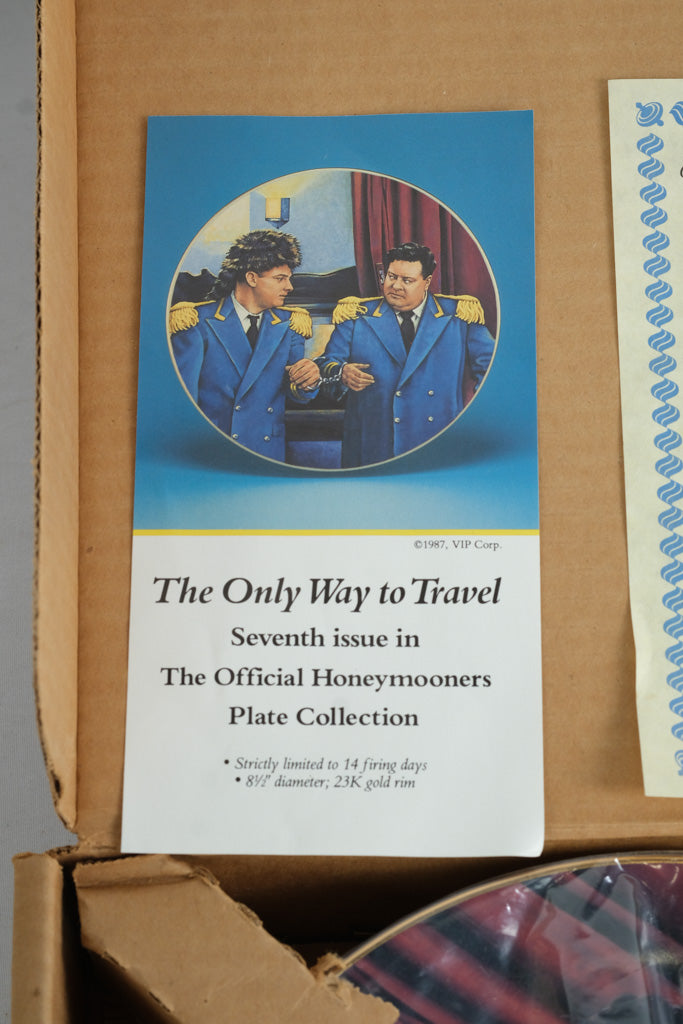 ©1987, VIP Corp.
The Only Way to Travel
Seventh issue in
The Official Honeymooners
Plate Collection
• Strictly limited to 14 firing days
• 8½" diameter; 23K gold rim